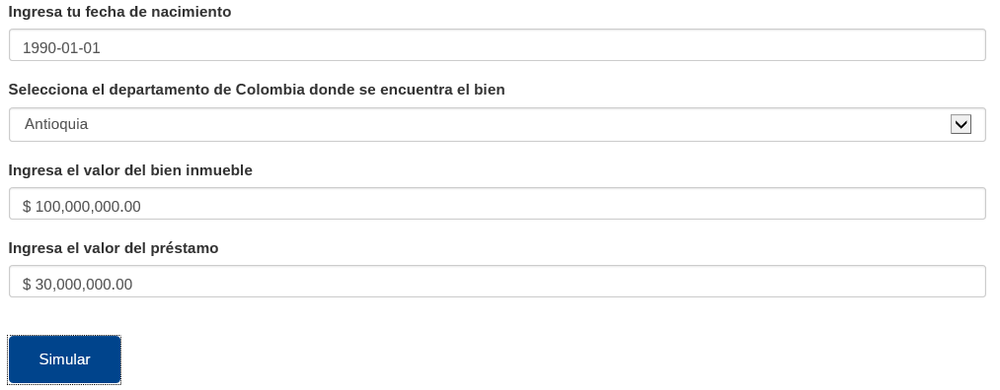 Ingresa tu fecha de nacimiento
1990-01-01
Selecciona el departamento de Colombia donde se encuentra el bien
Antioquia
Ingresa el valor del bien inmueble
$ 100,000,000.00
Ingresa el valor del préstamo
$ 30,000,000.00
Simular